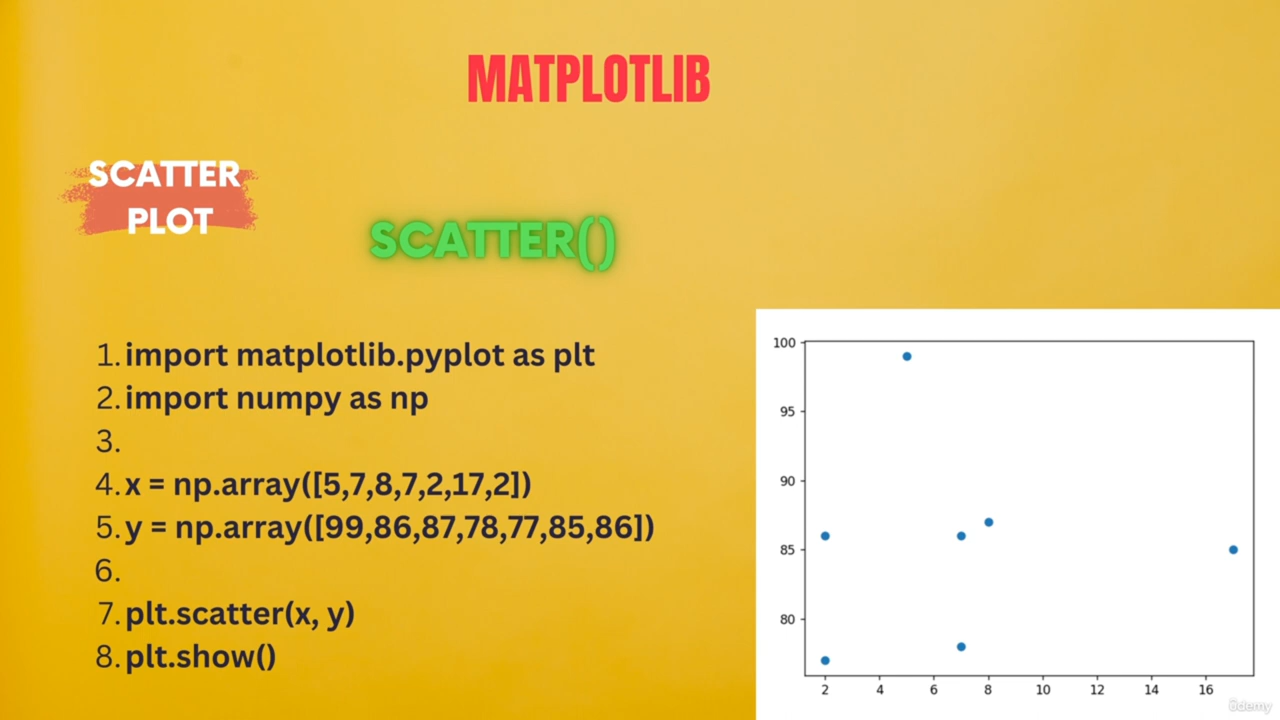 MATPLOTLIB
SCATTER
PLOT
SCATTER()
1. import matplotlib.pyplot as plt
2. import numpy as np
3.
4. x = np.array([5,7,8,7,2,17,2])
5. y = np.array([99,86,87,78,77,85,86])
6.
7. plt.scatter(x, y)
8. plt.show()
100
95
90
85
80
2 4 6 8 10 12 14 16
ûdemy